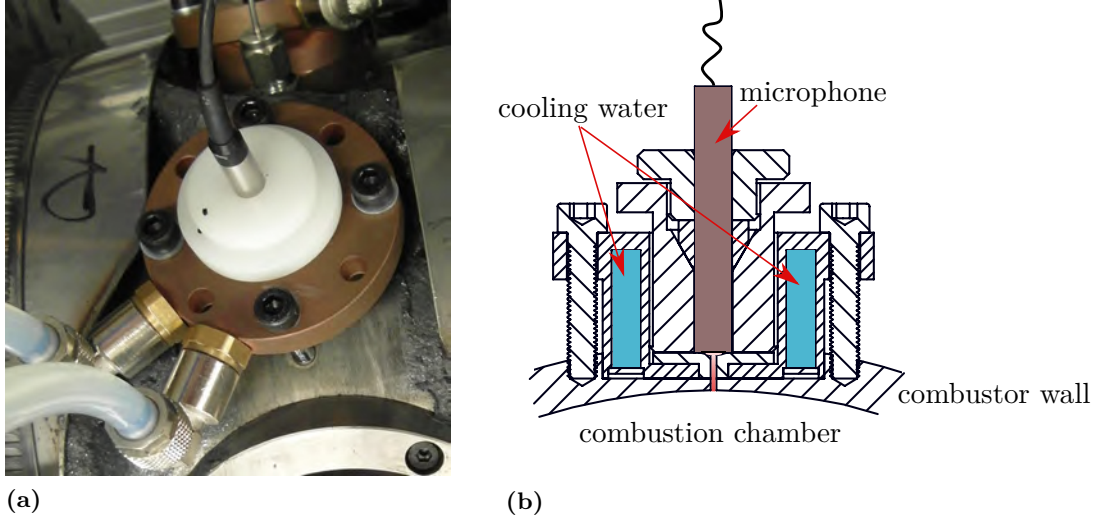 microphone
cooling water
combustor wall
combustion chamber
(a)
(b)